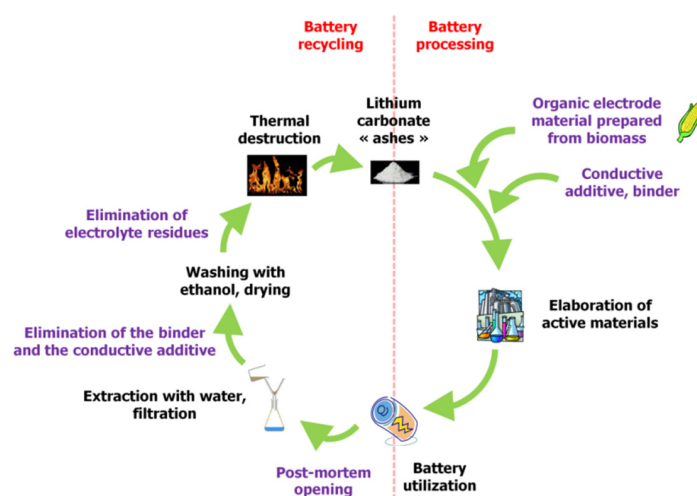 Battery
recycling
Battery
processing
Thermal
destruction
Lithium
carbonate
« ashes »
Organic electrode
material prepared
from biomass
Conductive
additive, binder
Elimination of
electrolyte residues
Washing with
ethanol, drying
Elaboration of
active materials
Elimination of the binder
and the conductive additive
Extraction with water,
filtration
Post-mortem
opening
Battery
utilization